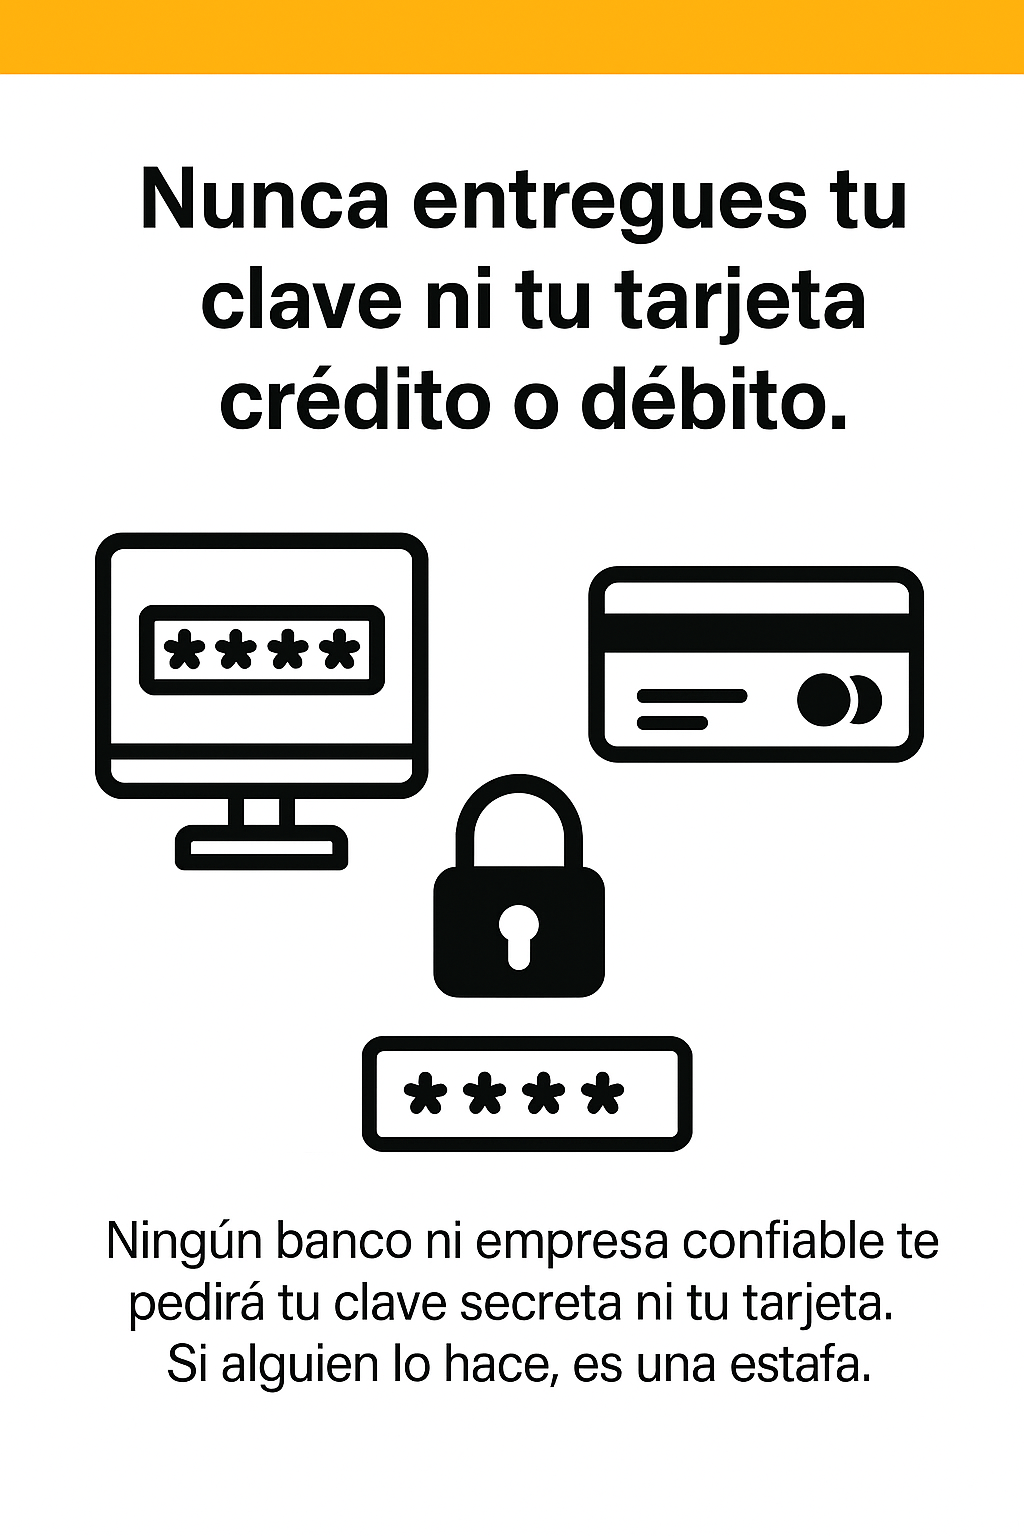 Nunca entregues tu
clave ni tu tarjeta
crédito o débito.
****
****
Ningún banco ni empresa confiable te
pedirá tu clave secreta ni tu tarjeta.
Si alguien lo hace, es una estafa.